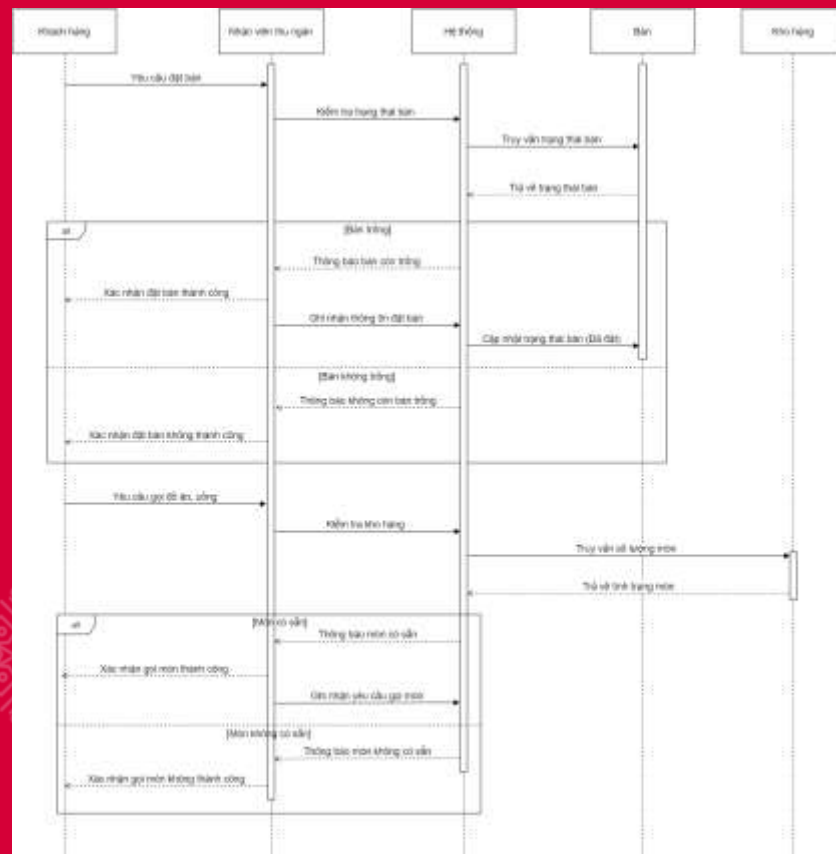 Khách hàng
Nhân viên thu ngân
Hệ thống
Bàn
Kho hàng
Yêu cầu đặt bàn
Kiểm tra trạng thái bàn
Truy vấn trạng thái bàn
Trả về trạng thái bàn
alt
[Bàn trống]
Thông báo bàn còn trống
Xác nhận đặt bàn thành công
Ghi nhận thông tin đặt bàn
Cập nhật trạng thái bàn (Đã đặt)
[Bàn không trống]
Thông báo không còn bàn trống
Xác nhận đặt bàn không thành công
Yêu cầu gọi đồ ăn, uống
Kiểm tra kho hàng
Truy vấn số lượng món
Trả về tình trạng món
alt
[Món có sẵn]
Thông báo món có sẵn
Xác nhận gọi món thành công
Ghi nhận yêu cầu gọi món
[Món không có sẵn]
Thông báo món không có sẵn
Xác nhận gọi món không thành công